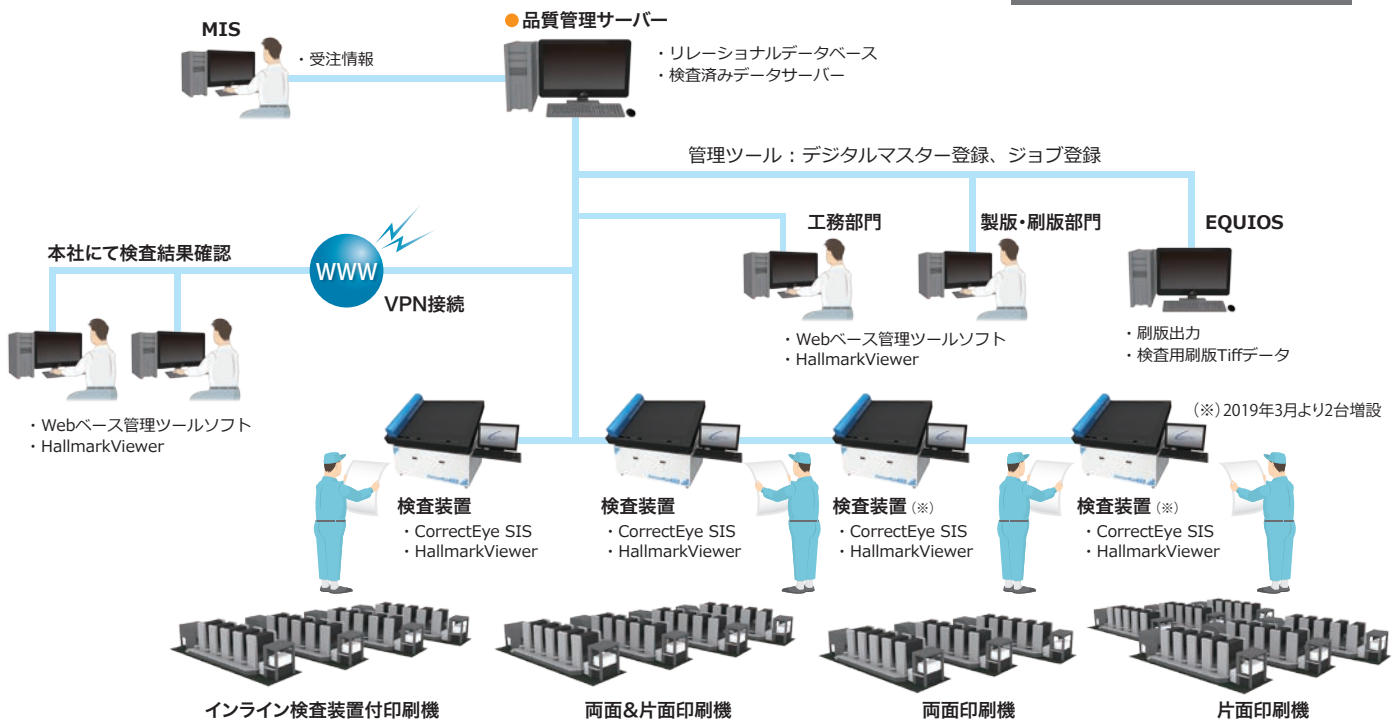 MIS
・受注情報
●品質管理サーバー
・リレーショナルデータベース
・検査済みデータサーバー
管理ツール：デジタルマスター登録、ジョブ登録
工務部門
製版・刷版部門
EQUIOS
本社にて検査結果確認
WWW
VPN接続
・Webベース管理ツールソフト
・HallmarkViewer
・刷版出力
・検査用刷版Tiffデータ
・Webベース管理ツールソフト
・HallmarkViewer
（※）2019年3月より2台増設
検査装置
・CorrectEye SIS
・HallmarkViewer
検査装置
・CorrectEye SIS
・HallmarkViewer
検査装置（※）
・CorrectEye SIS
・HallmarkViewer
検査装置（※）
・CorrectEye SIS
・HallmarkViewer
インライン検査装置付印刷機
両面&片面印刷機
両面印刷機
片面印刷機